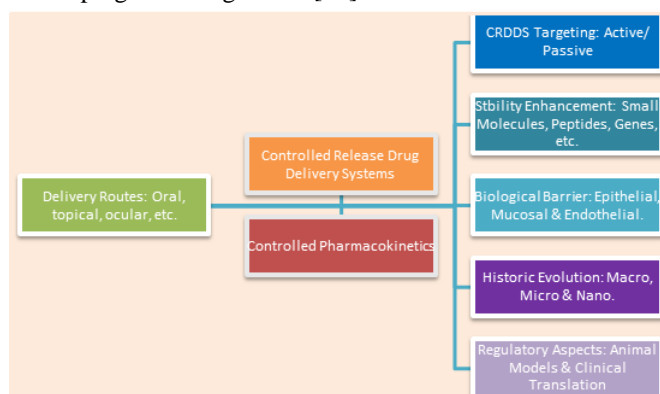 CRDDS Targeting: Active/
Passive
Stbility Enhancement: Small
Molecules, Peptides, Genes,
etc.
Controlled Release Drug
Delivery Systems
Delivery Routes: Oral,
topical, ocular, etc.
Controlled Pharmacokinetics
Biological Barrier: Epithelial,
Mucosal & Endothelial.
Historic Evolution: Macro,
Micro & Nano.
Regulatory Aspects: Animal
Models & Clinical
Translation